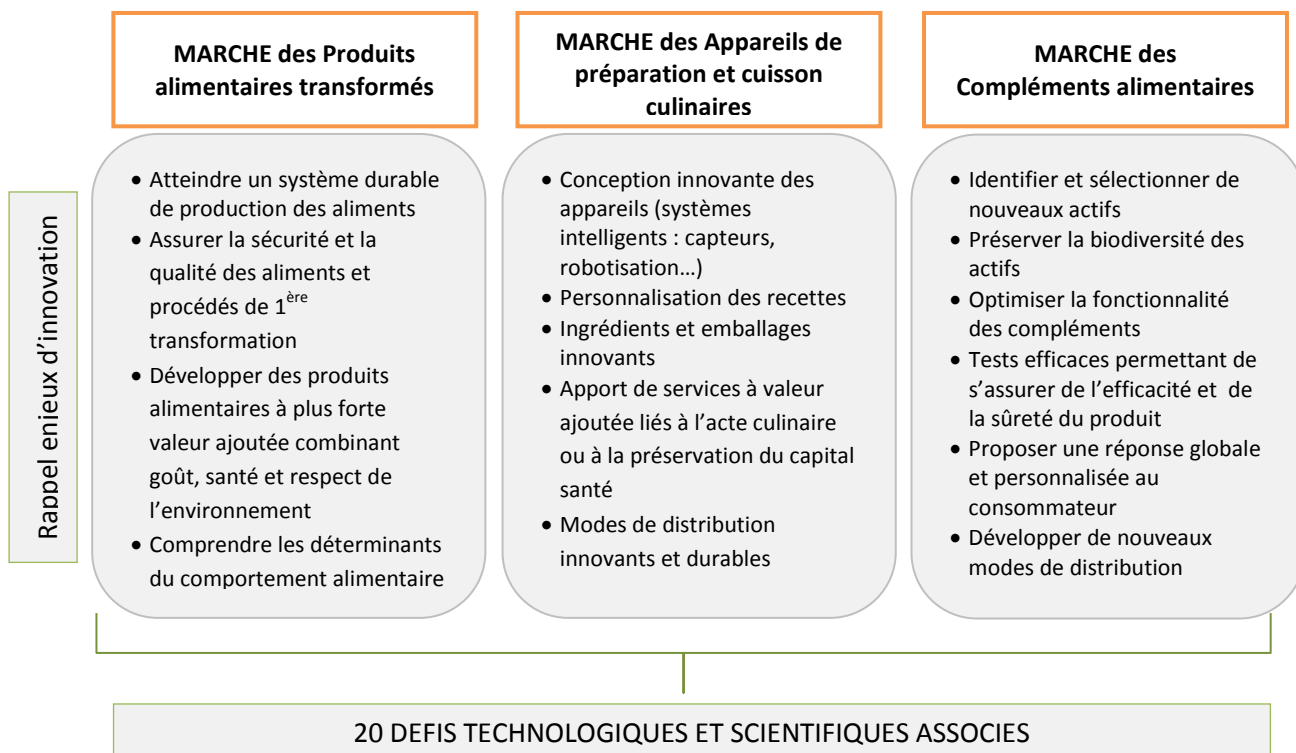 MARCHE des Produits
alimentaires transformés
MARCHE des Appareils de
préparation et cuisson
culinaires
MARCHE des
Compléments alimentaires
Rappel enieux d'innovation
• Atteindre un système durable
de production des aliments
• Assurer la sécurité et la
qualité des aliments et
procédés de 1ère
transformation
• Développer des produits
alimentaires à plus forte
valeur ajoutée combinant
goût, santé et respect de
l'environnement
• Comprendre les déterminants
du comportement alimentaire
• Conception innovante des
appareils (systèmes
intelligents : capteurs,
robotisation…)
• Personnalisation des recettes
• Ingrédients et emballages
innovants
• Apport de services à valeur
ajoutée liés à l'acte culinaire
ou à la préservation du capital
santé
• Modes de distribution
innovants et durables
• Identifier et sélectionner de
nouveaux actifs
• Préserver la biodiversité des
actifs
• Optimiser la fonctionnalité
des compléments
• Tests efficaces permettant de
s'assurer de l'efficacité et de
la sûreté du produit
• Proposer une réponse globale
et personnalisée au
consommateur
• Développer de nouveaux
modes de distribution
20 DEFIS TECHNOLOGIQUES ET SCIENTIFIQUES ASSOCIES